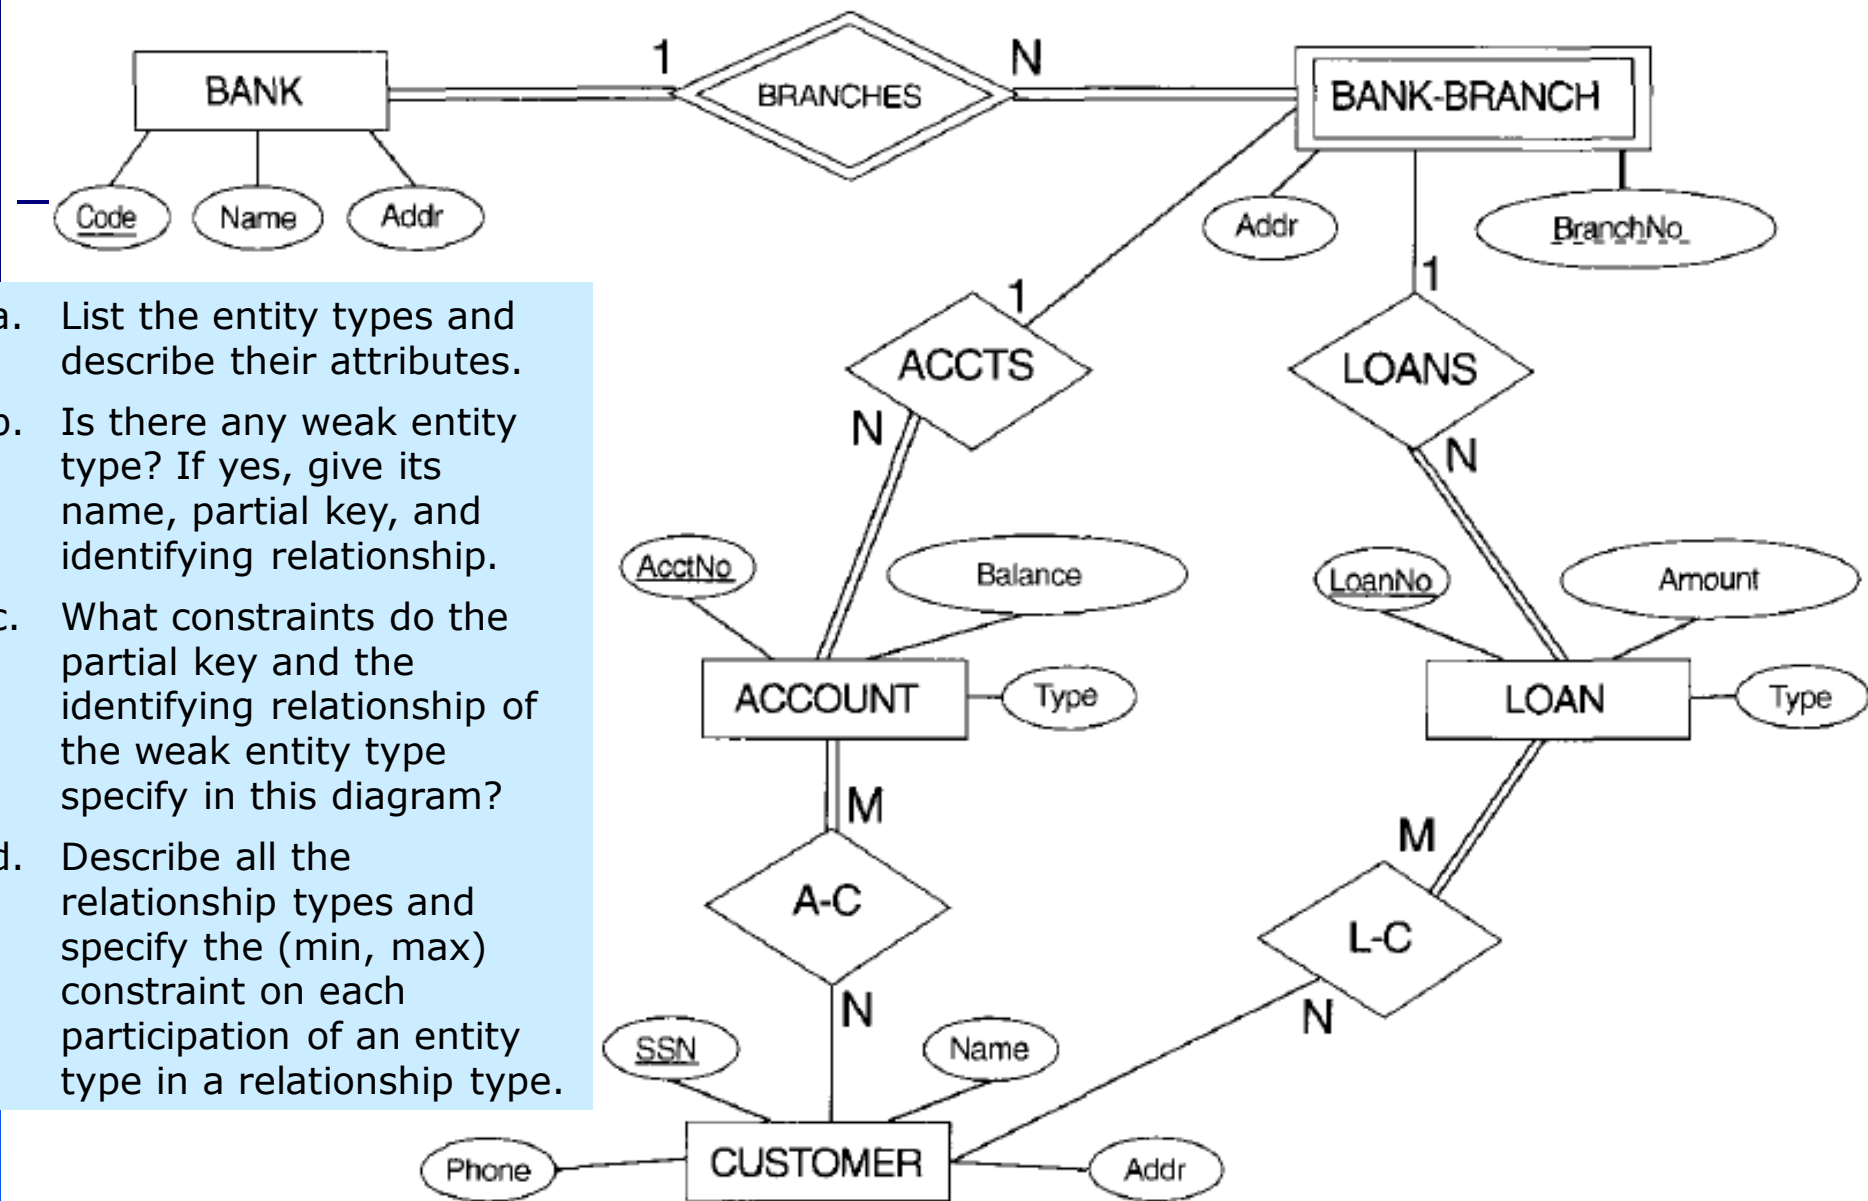 1
N
BANK
BRANCHES
BANK-BRANCH
Code
Name
Addr
Addr
BranchNo
a. List the entity types and
describe their attributes.
b. Is there any weak entity
type? If yes, give its
name, partial key, and
identifying relationship.
c. What constraints do the
partial key and the
identifying relationship of
the weak entity type
specify in this diagram?
d. Describe all the
relationship types and
specify the (min, max)
constraint on each
participation of an entity
type in a relationship type.
1
1
ACCTS
LOANS
N
N
AcctNo
Balance
LoanNo
Amount
ACCOUNT
Type
LOAN
Type
M
M
A-C
L-C
N
N
SSN
Name
Phone
CUSTOMER
Addr